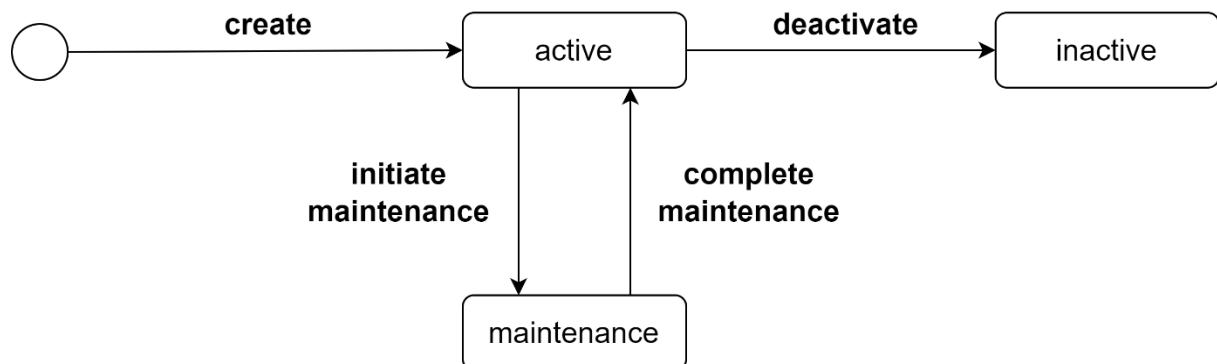 create
deactivate
active
inactive
initiate
maintenance
complete
maintenance
maintenance